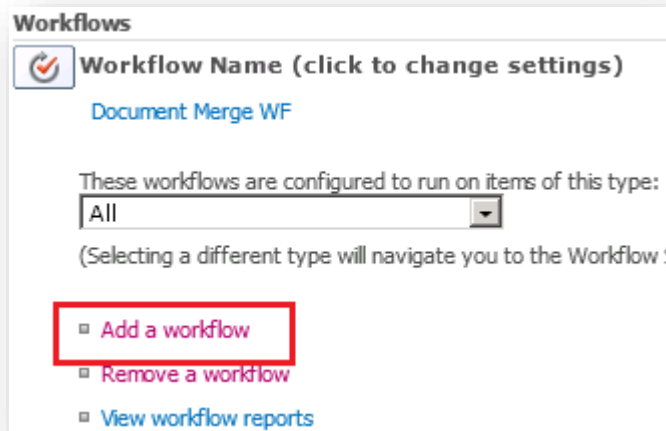 Workflows
Workflow Name (click to change settings)
Document Merge WF
These workflows are configured to run on items of this type:
All
(Selecting a different type will navigate you to the Workflow
Add a workflow
Remove a workflow
View workflow reports